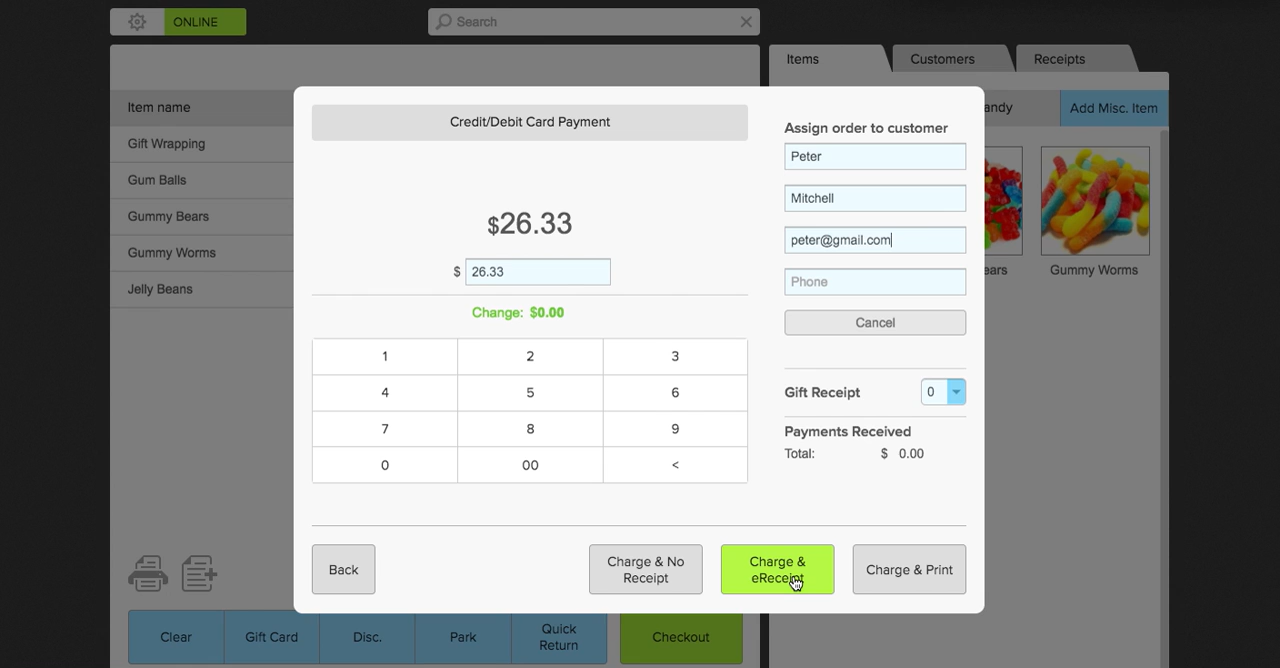 ONLINE
Search
Items
Customers
Receipts
Item name
Gift Wrapping
Gum Balls
Gummy Bears
Gummy Worms
Jelly Beans
Credit/Debit Card Payment
$26.33
$ 26.33
Change: $0.00
1 2 3
4 5 6
7 8 9
0 00 <
Assign order to customer
Peter
Mitchell
peter@gmail.com
Phone
Cancel
Gift Receipt 0
Payments Received
Total: $ 0.00
Back
Charge & No
Receipt
Charge &
eReceipt
Charge & Print
andy
Add Misc. Item
ears
Gummy Worms
Clear
Gift Card
Disc.
Park
Quick
Return
Checkout